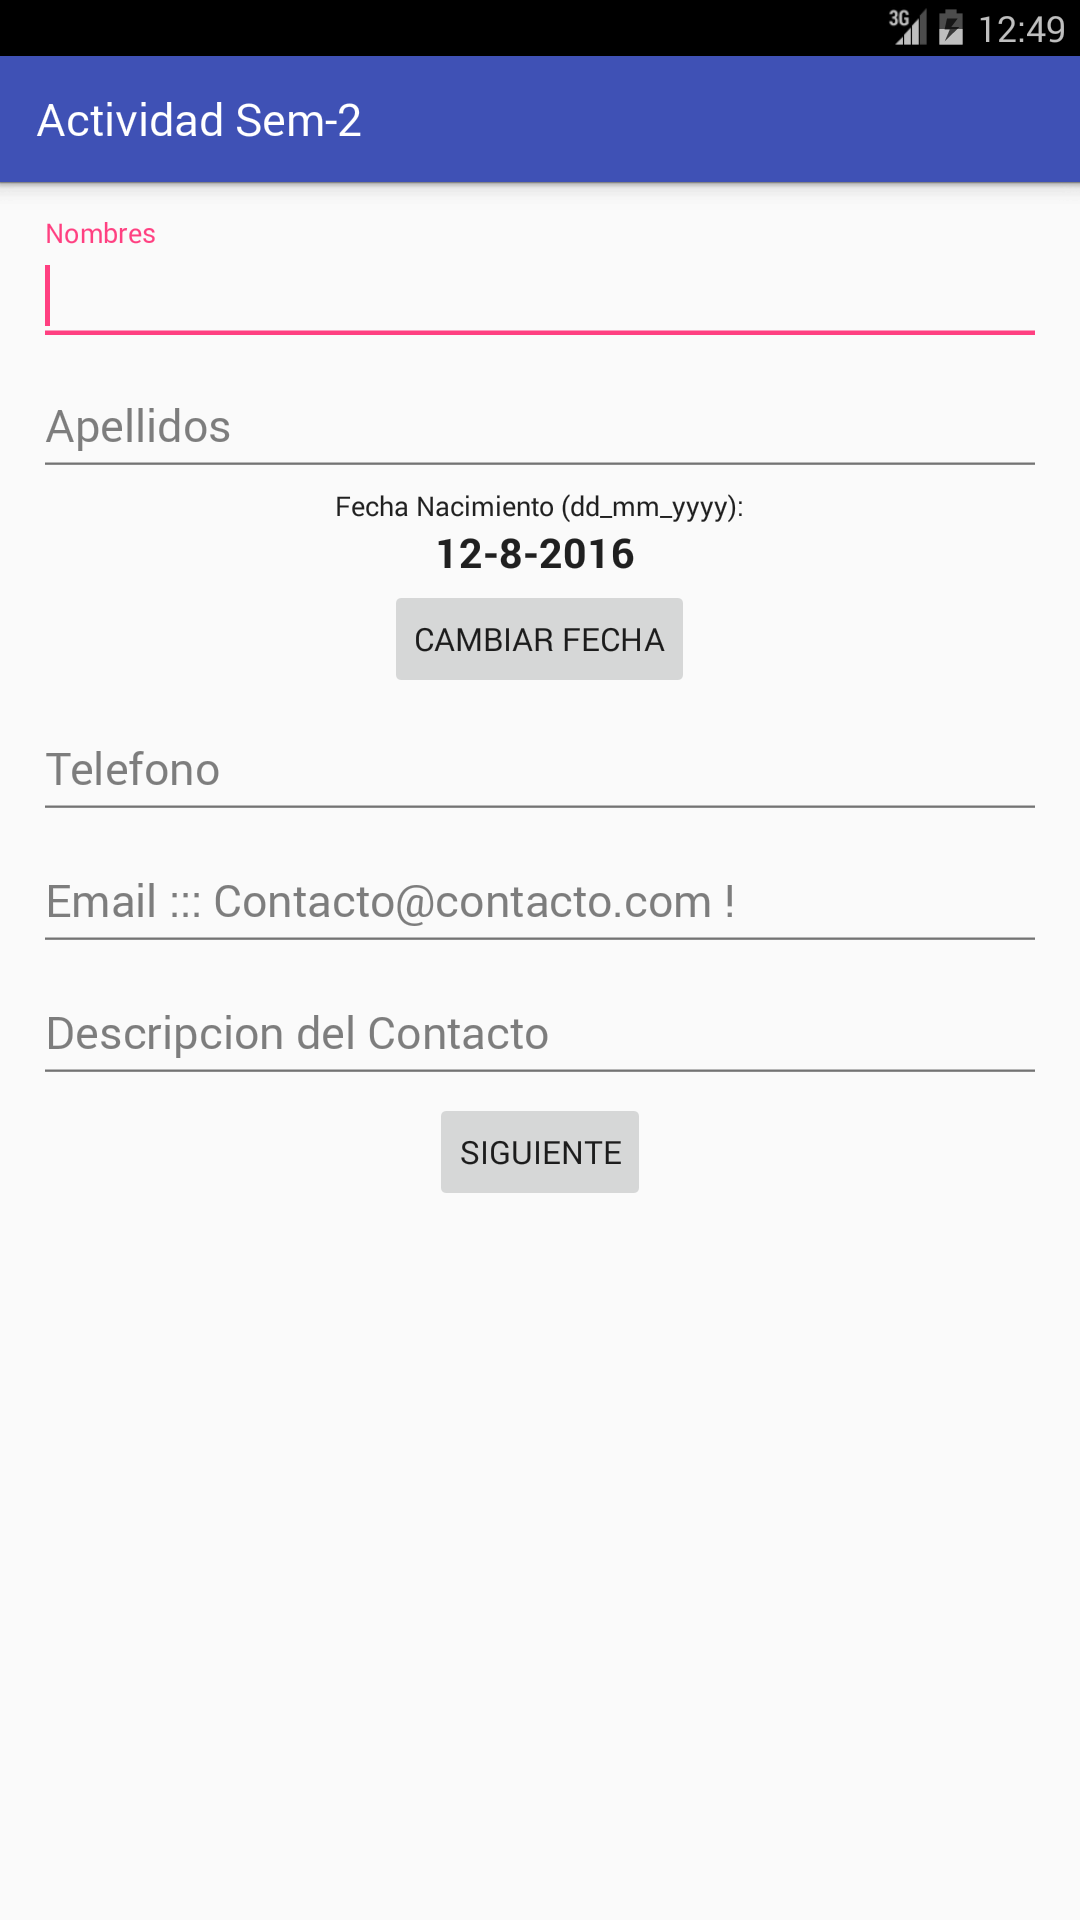 3G 12:49
Actividad Sem-2
Nombres
Apellidos
Fecha Nacimiento (dd_mm_yyyy):
12-8-2016
CAMBIAR FECHA
Telefono
Email ::: Contacto@contacto.com !
Descripcion del Contacto
SIGUIENTE